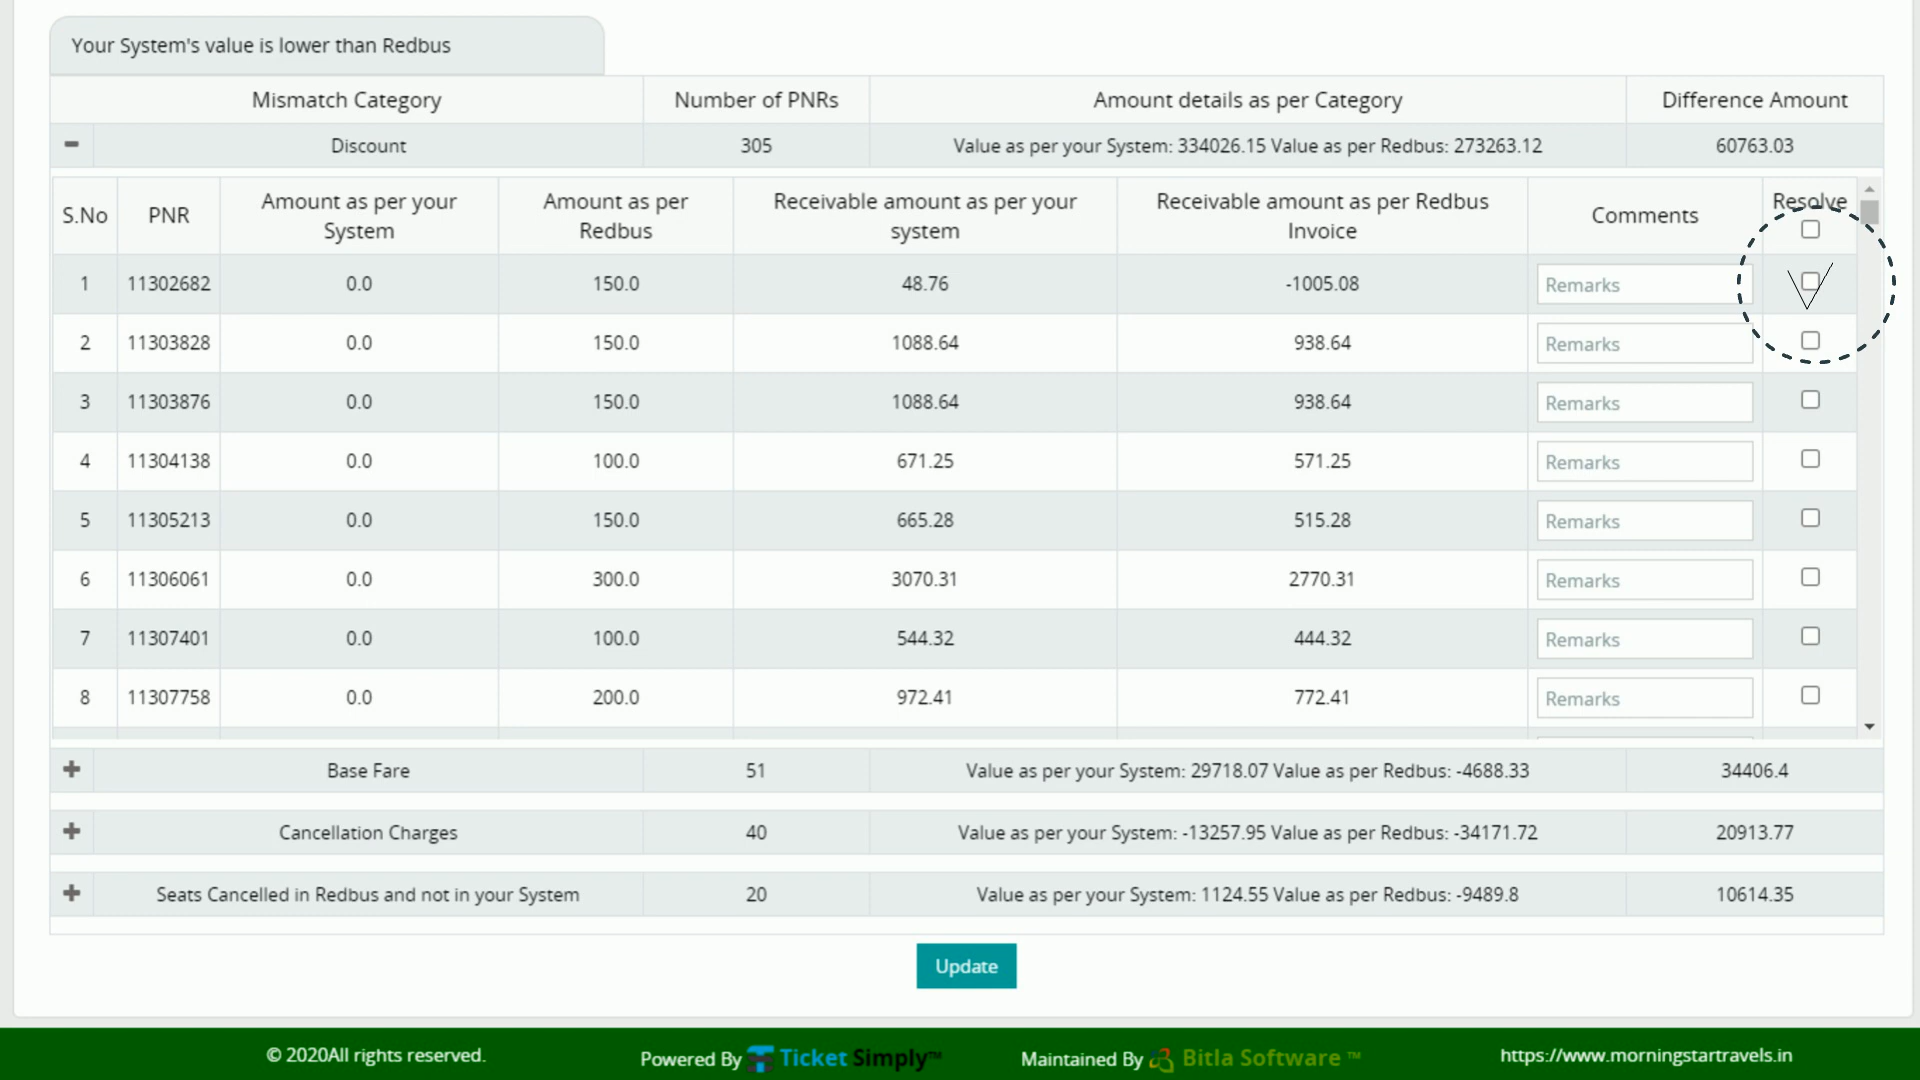 Your System's value is lower than Redbus
Mismatch Category Number of PNRs Amount details as per Category Difference Amount
Discount 305 Value as per your System: 334026.15 Value as per Redbus: 273263.12 60763.03
S.No PNR Amount as per your System Amount as per Redbus Receivable amount as per your system Receivable amount as per Redbus Invoice Comments Resolve
1 11302682 0.0 150.0 48.76 -1005.08 Remarks
2 11303828 0.0 150.0 1088.64 938.64 Remarks
3 11303876 0.0 150.0 1088.64 938.64 Remarks
4 11304138 0.0 100.0 671.25 571.25 Remarks
5 11305213 0.0 150.0 665.28 515.28 Remarks
6 11306061 0.0 300.0 3070.31 2770.31 Remarks
7 11307401 0.0 100.0 544.32 444.32 Remarks
8 11307758 0.0 200.0 972.41 772.41 Remarks
Base Fare 51 Value as per your System: 29718.07 Value as per Redbus: -4688.33 34406.4
Cancellation Charges 40 Value as per your System: -13257.95 Value as per Redbus: -34171.72 20913.77
Seats Cancelled in Redbus and not in your System 20 Value as per your System: 1124.55 Value as per Redbus: -9489.8 10614.35
Update
© 2020All rights reserved. Powered By Ticket Simply™ Maintained By Bitla Software ™ https://www.morningstartravels.in